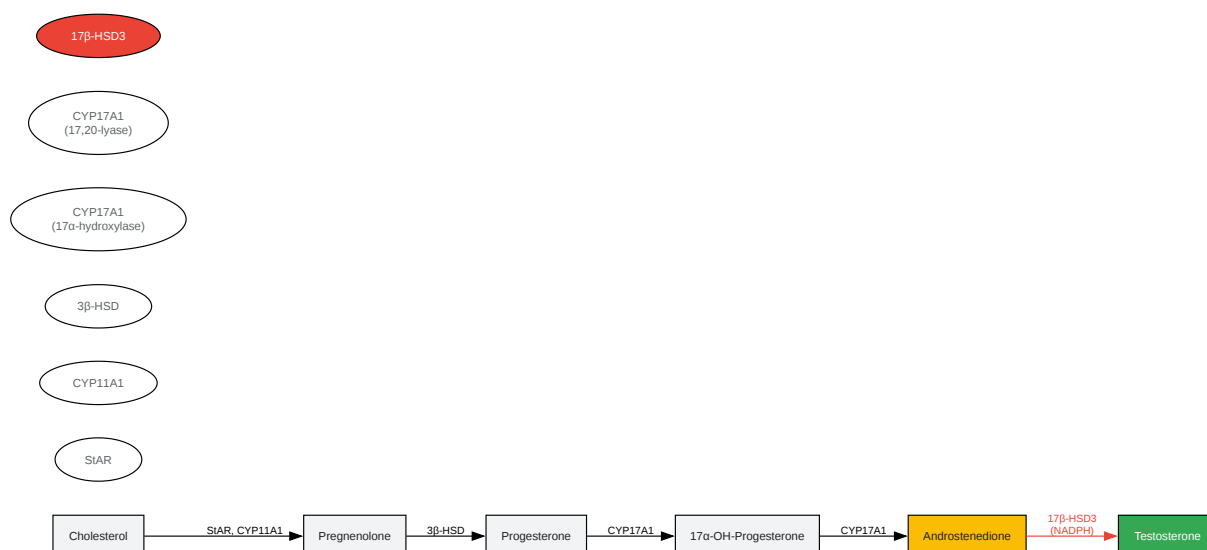 17β-HSD3
CYP17A1
(17,20-lyase)
CYP17A1
(17α-hydroxylase)
3β-HSD
CYP11A1
StAR
Cholesterol
StAR, CYP11A1
Pregnenolone
3β-HSD
Progesterone
CYP17A1
17α-OH-Progesterone
CYP17A1
Androstenedione
17β-HSD3
(NADPH)
Testosterone